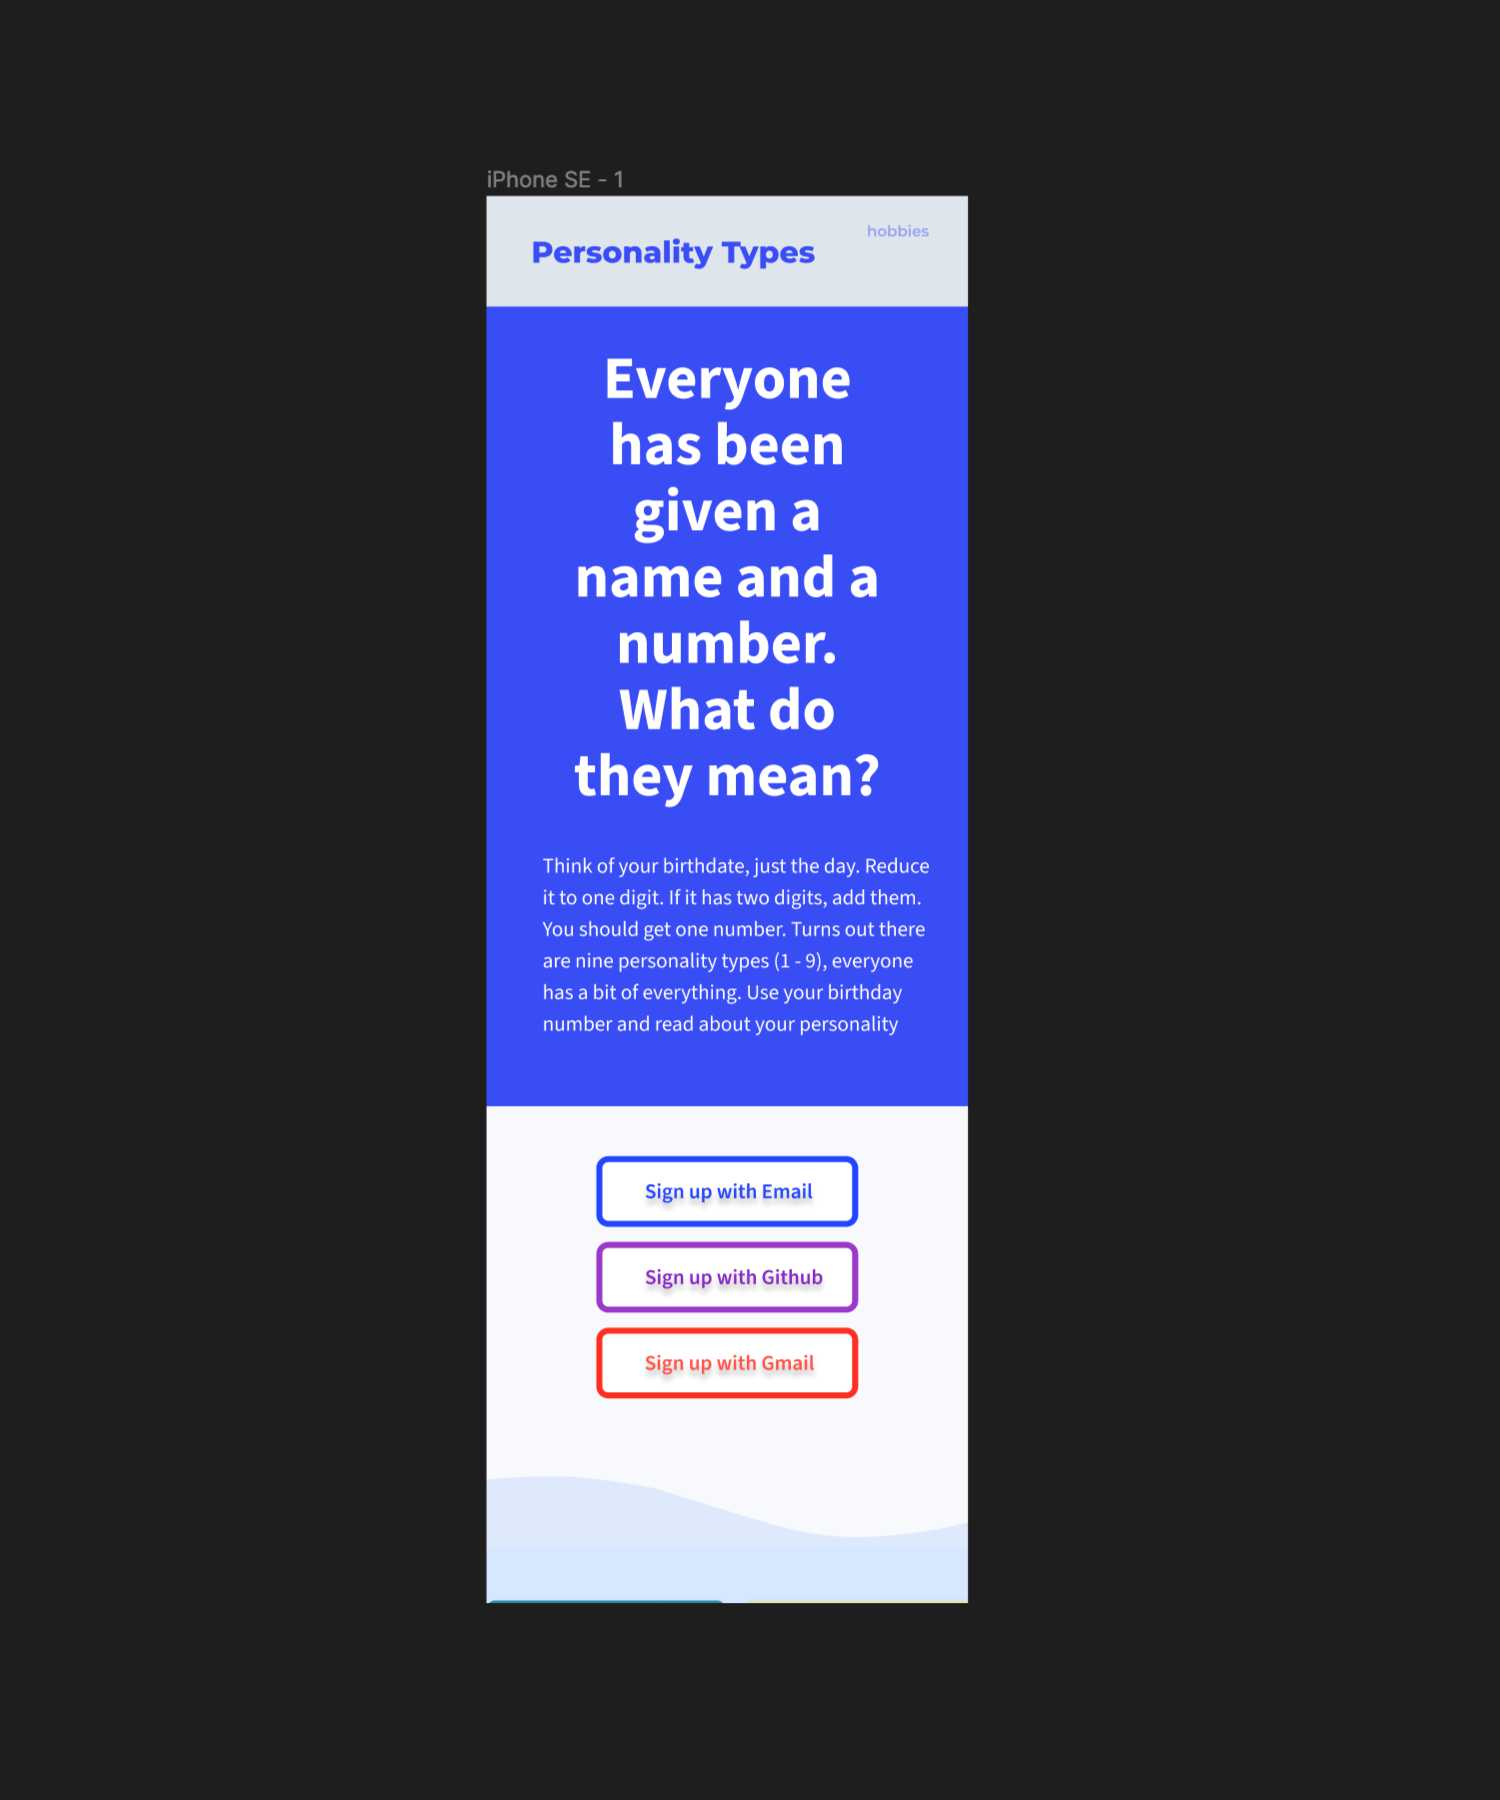 iPhone SE - 1
hobbies
Personality Types
Everyone
has been
given a
name and a
number.
What do
they mean?
Think of your birthdate, just the day. Reduce
it to one digit. If it has two digits, add them.
You should get one number. Turns out there
are nine personality types (1 - 9), everyone
has a bit of everything. Use your birthday
number and read about your personality
Sign up with Email
Sign up with Github
Sign up with Gmail